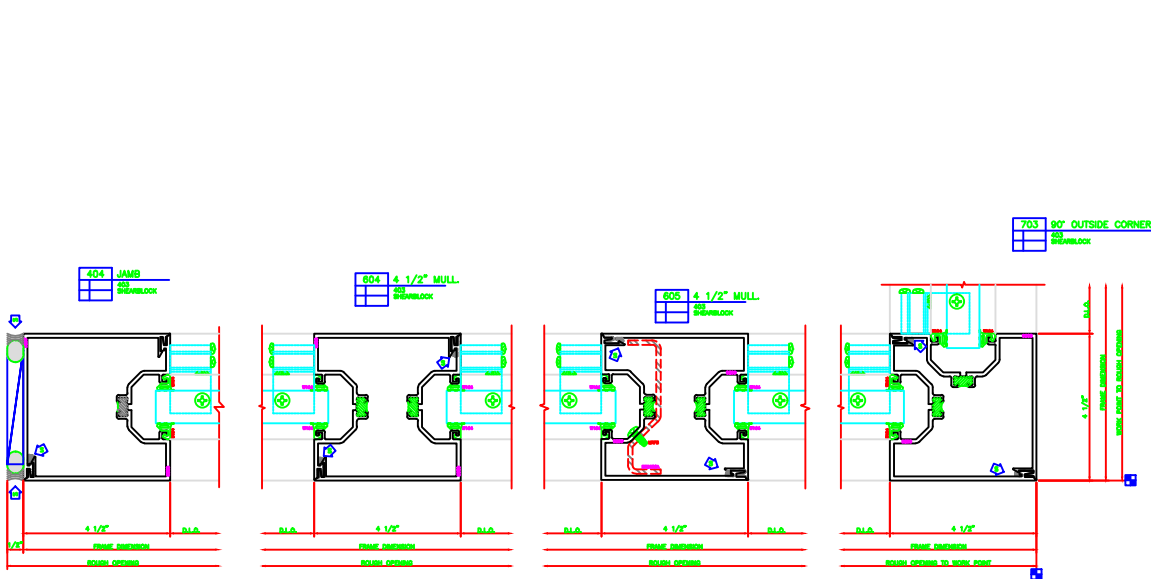 703 90° OUTSIDE CORNER
403
SHEARBLOCK
404 JAMB
403
SHEARBLOCK
604 4 1/2" MULL.
403
SHEARBLOCK
605 4 1/2" MULL.
403
SHEARBLOCK
D.L.O.
4 1/2"
FRAME DIMENSION
WORK POINT TO ROUGH OPENING
4 1/2" D.L.O.
D.L.O. 4 1/2" D.L.O.
D.L.O. 4 1/2" D.L.O.
D.L.O. 4 1/2"
FRAME DIMENSION
FRAME DIMENSION
FRAME DIMENSION
FRAME DIMENSION
ROUGH OPENING
ROUGH OPENING
ROUGH OPENING
ROUGH OPENING TO WORK POINT